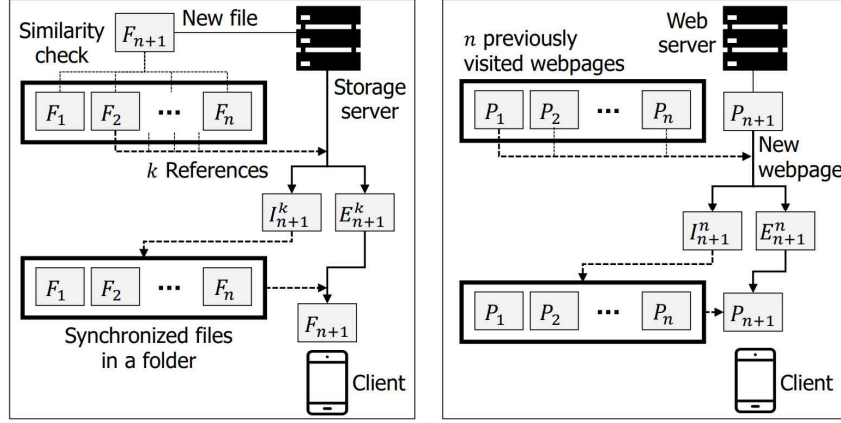 Similarity
check
F_{n+1}
New file
Storage
server
F_1 F_2 ⋯ F_n
k References
I^k_{n+1} E^k_{n+1}
F_1 F_2 ⋯ F_n
F_{n+1}
Synchronized files
in a folder
Client
n previously
visited webpages
Web
server
P_1 P_2 ⋯ P_n
P_{n+1}
New
webpage
I^n_{n+1} E^n_{n+1}
P_1 P_2 ⋯ P_n
P_{n+1}
Client